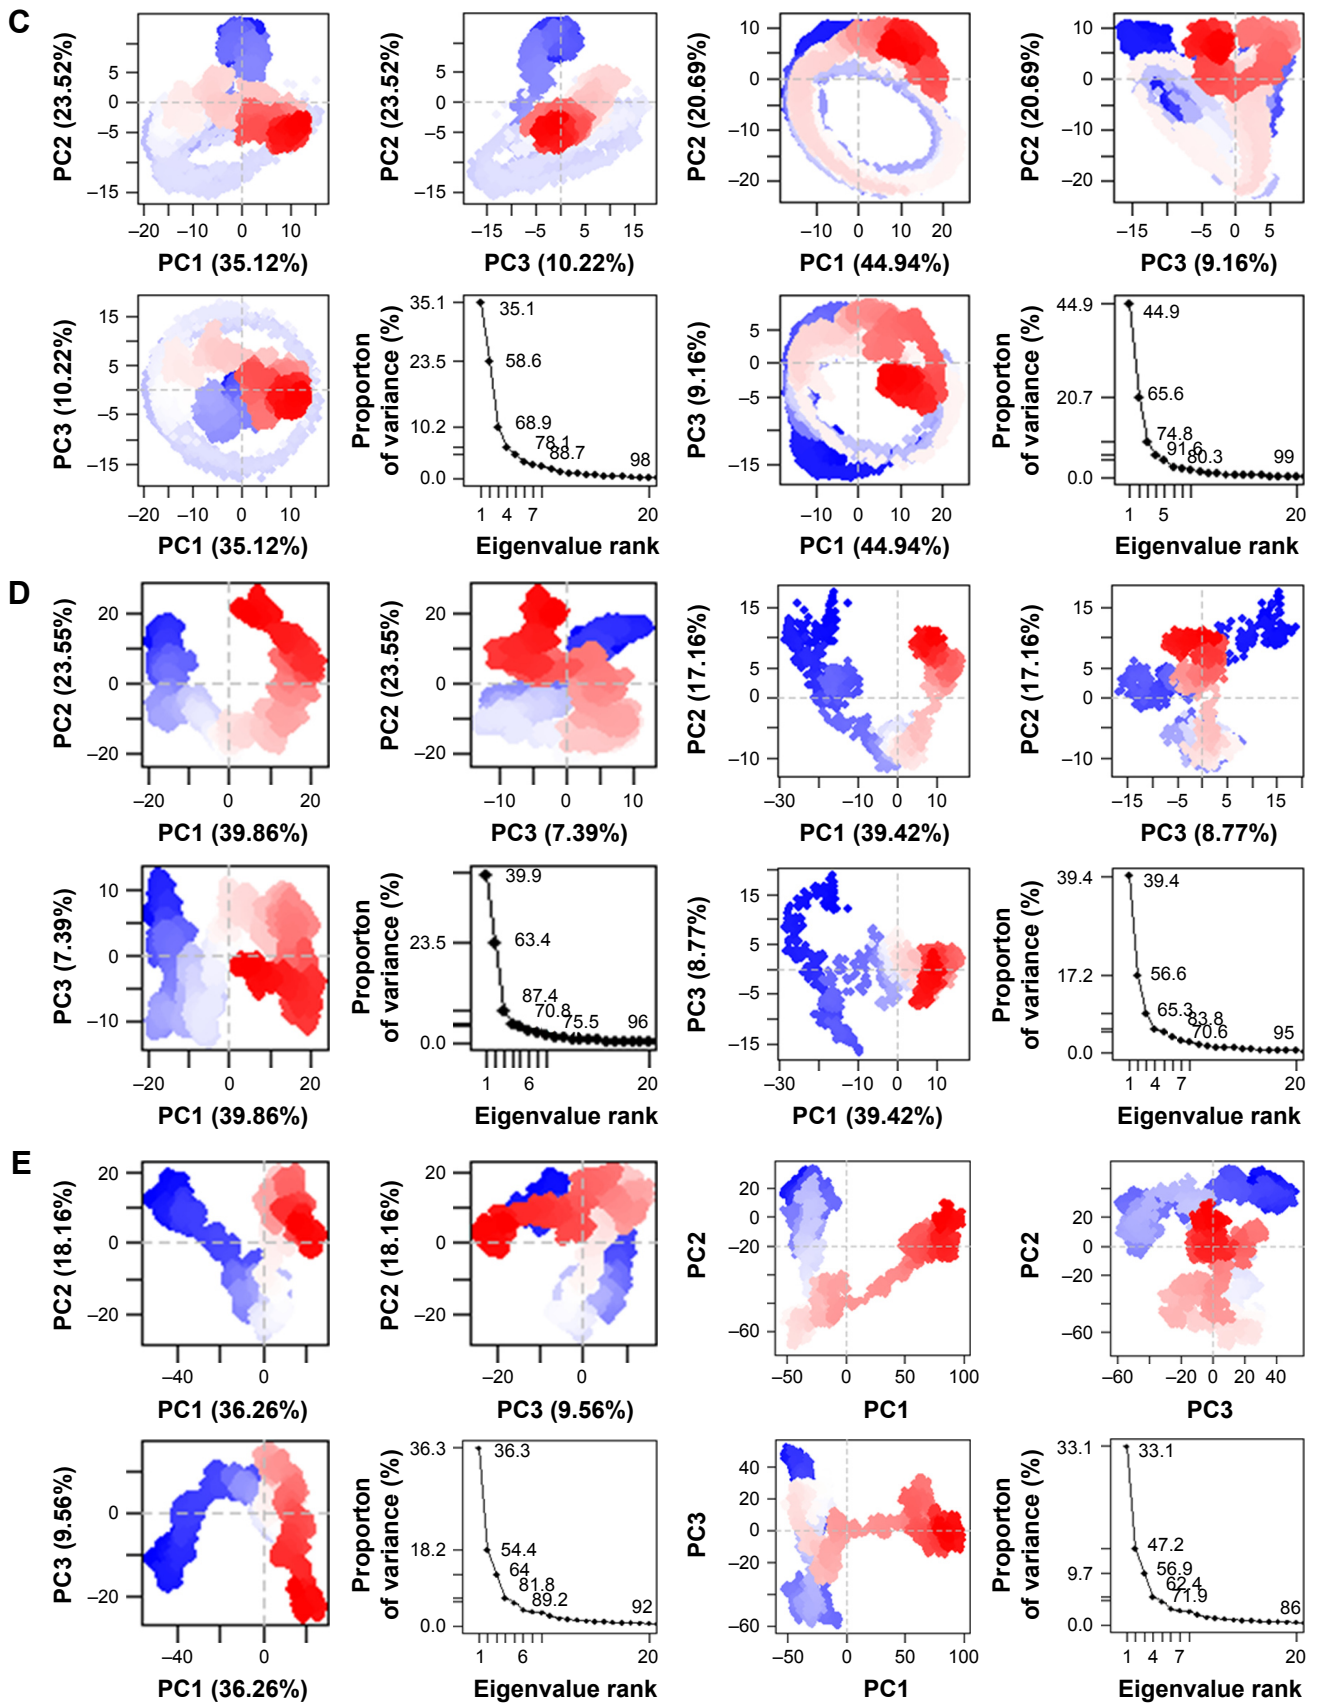 C
PC2 (23.52%)
5
0
–5
–15
–20 –10 0 10
PC1 (35.12%)
PC2 (23.52%)
5
0
–5
–15
–15 –5 5 15
PC3 (10.22%)
PC2 (20.69%)
10
0
–10
–20
–10 0 10 20
PC1 (44.94%)
PC2 (20.69%)
10
0
–10
–20
–15 –5 0 5
PC3 (9.16%)
PC3 (10.22%)
15
5
–5
–15
–20 –10 0 10
PC1 (35.12%)
Proporton
of variance (%)
35.1
23.5
10.2
0.0
35.1
58.6
68.9
78.1
88.7
98
1 4 7 20
Eigenvalue rank
PC3 (9.16%)
5
0
–5
–15
–10 0 10 20
PC1 (44.94%)
Proporton
of variance (%)
44.9
20.7
0.0
44.9
65.6
74.8
91.6
80.3
99
1 5 20
Eigenvalue rank
D
PC2 (23.55%)
20
0
–20
–20 0 20
PC1 (39.86%)
PC2 (23.55%)
20
0
–20
–10 0 10
PC3 (7.39%)
PC2 (17.16%)
15
5
0
–10
–30 –10 0 10
PC1 (39.42%)
PC2 (17.16%)
15
5
0
–10
–15 –5 5 15
PC3 (8.77%)
PC3 (7.39%)
10
0
–10
–20 0 20
PC1 (39.86%)
Proporton
of variance (%)
23.5
0.0
39.9
63.4
87.4
70.8
75.5
96
1 6 20
Eigenvalue rank
PC3 (8.77%)
15
5
–5
–15
–30 –10 0 10
PC1 (39.42%)
Proporton
of variance (%)
39.4
17.2
0.0
39.4
56.6
65.3
83.8
70.6
95
1 4 7 20
Eigenvalue rank
E
PC2 (18.16%)
20
0
–20
–40 0
PC1 (36.26%)
PC2 (18.16%)
20
0
–20
–20 0
PC3 (9.56%)
PC2
20
0
–20
–60
–50 0 50 100
PC1
PC2
20
0
–20
–60
–60 –20 0 20 40
PC3
PC3 (9.56%)
0
–20
–40 0
PC1 (36.26%)
Proporton
of variance (%)
36.3
18.2
0.0
36.3
54.4
64
81.8
89.2
92
6 20
Eigenvalue rank
PC3
40
20
0
–20
–60
–50 0 50 100
PC1
Proporton
of variance (%)
33.1
9.7
0.0
33.1
47.2
56.9
62.4
71.9
86
1 4 7 20
Eigenvalue rank